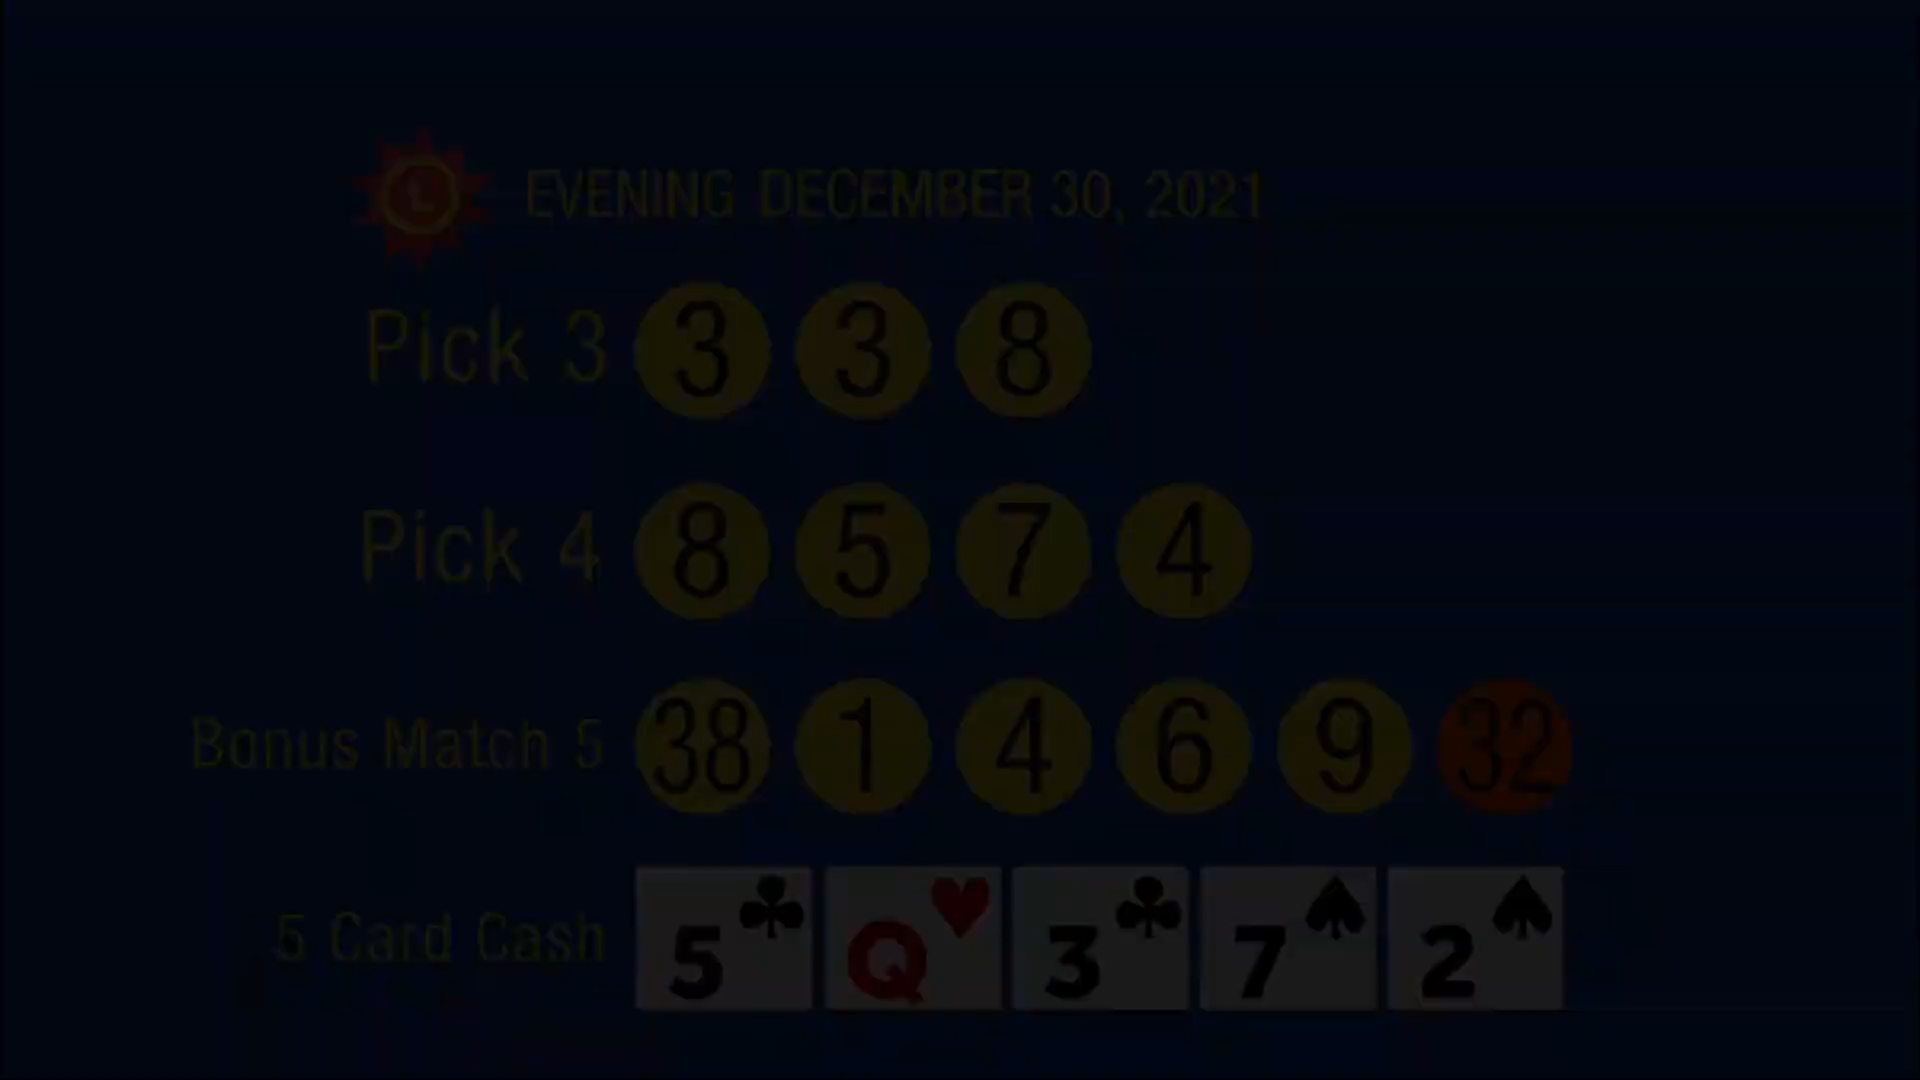 EVENING DECEMBER 30, 2021
Pick 3 3 3 8
Pick 4 8 5 7 4
Bonus Match 5 38 1 4 6 9 32
5 Card Cash 5♣ Q♥ 3♣ 7♠ 2♠